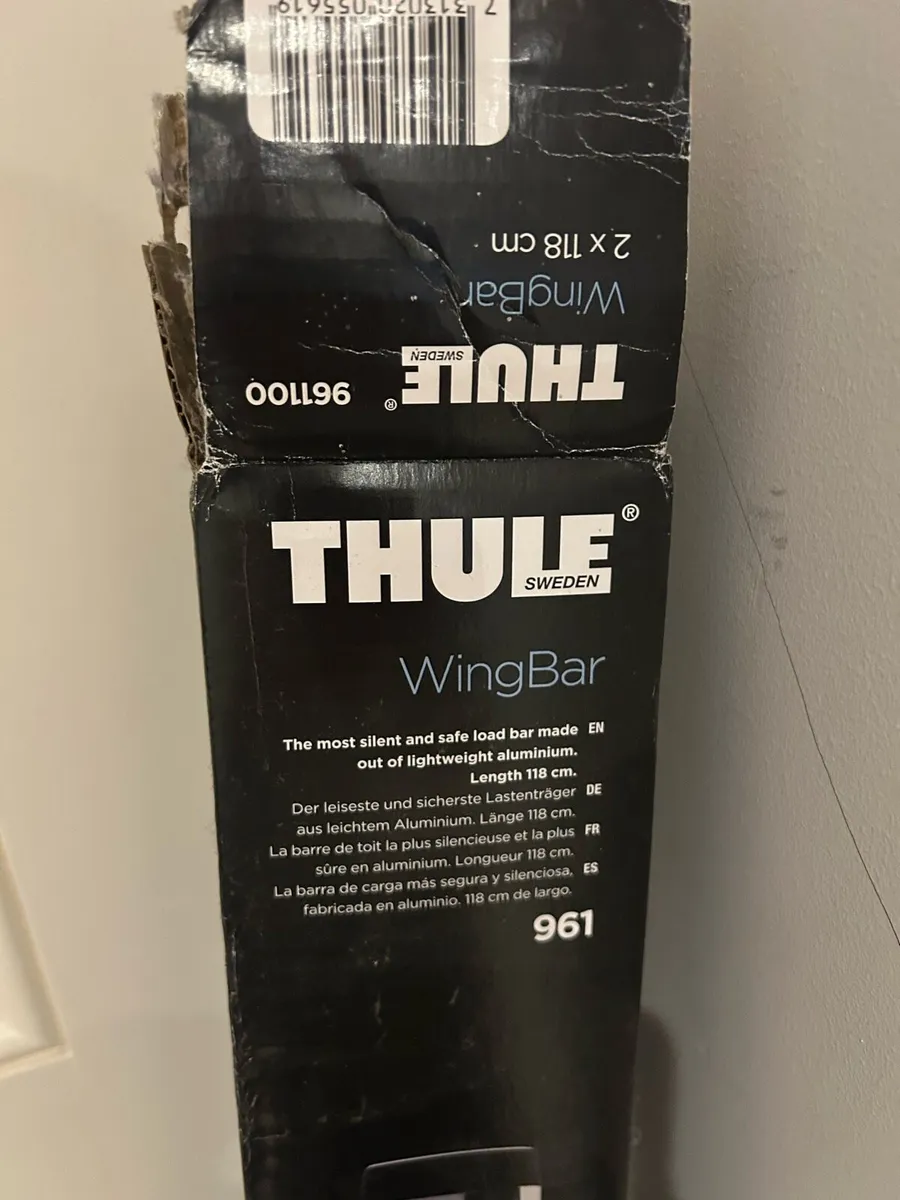 7 313020 055619
2 x 118 cm
WingBar
THULE®
SWEDEN
961100
THULE®
SWEDEN
WingBar
The most silent and safe load bar made EN
out of lightweight aluminium.
Length 118 cm.
Der leiseste und sicherste Lastenträger DE
aus leichtem Aluminium. Länge 118 cm.
La barre de toit la plus silencieuse et la plus FR
sûre en aluminium. Longueur 118 cm.
La barra de carga más segura y silenciosa, ES
fabricada en aluminio. 118 cm de largo.
961